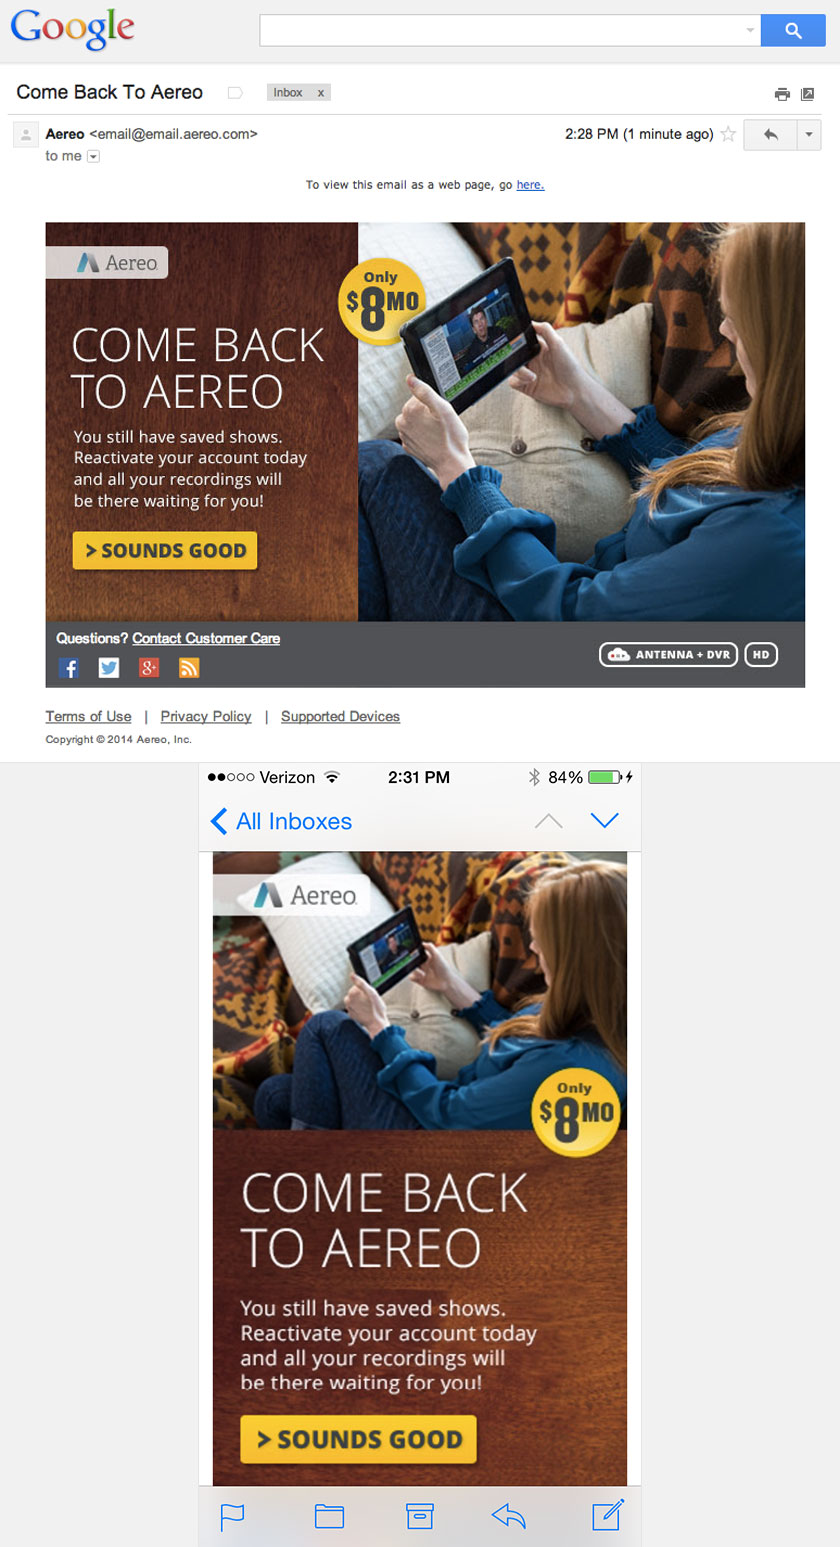 Google
Come Back To Aereo
Inbox x
Aereo <email@email.aereo.com>
2:28 PM (1 minute ago)
to me
To view this email as a web page, go here.
Aereo
Only
$8MO
COME BACK
TO AEREO
You still have saved shows.
Reactivate your account today
and all your recordings will
be there waiting for you!
> SOUNDS GOOD
Questions? Contact Customer Care
ANTENNA + DVR HD
Terms of Use | Privacy Policy | Supported Devices
Copyright © 2014 Aereo, Inc.
Verizon 2:31 PM 84%
All Inboxes
Aereo
Only
$8MO
COME BACK
TO AEREO
You still have saved shows.
Reactivate your account today
and all your recordings will
be there waiting for you!
> SOUNDS GOOD